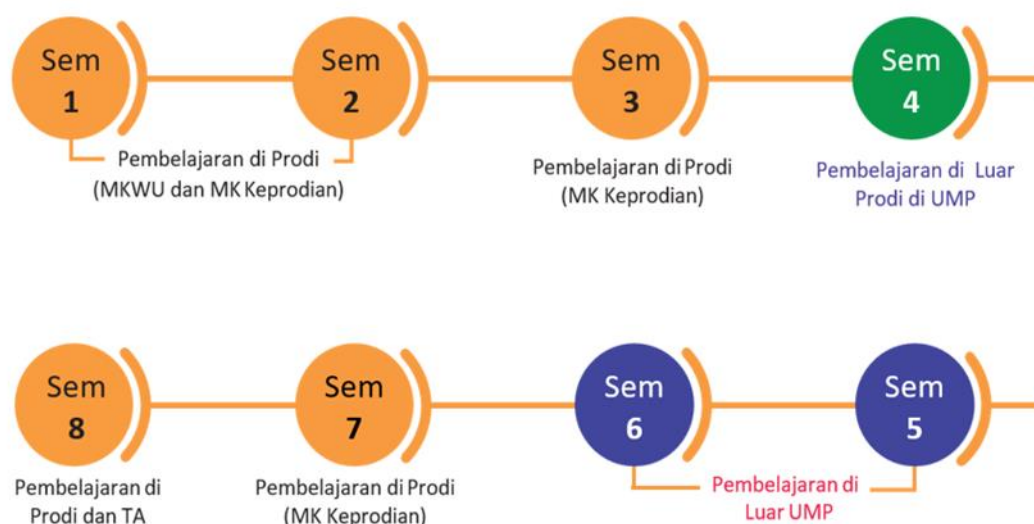 Sem
1
Sem
2
Sem
3
Sem
4
Pembelajaran di Prodi
(MKWU dan MK Keprodian)
Pembelajaran di Prodi
(MK Keprodian)
Pembelajaran di Luar
Prodi di UMP
Sem
8
Sem
7
Sem
6
Sem
5
Pembelajaran di
Prodi dan TA
Pembelajaran di Prodi
(MK Keprodian)
Pembelajaran di
Luar UMP